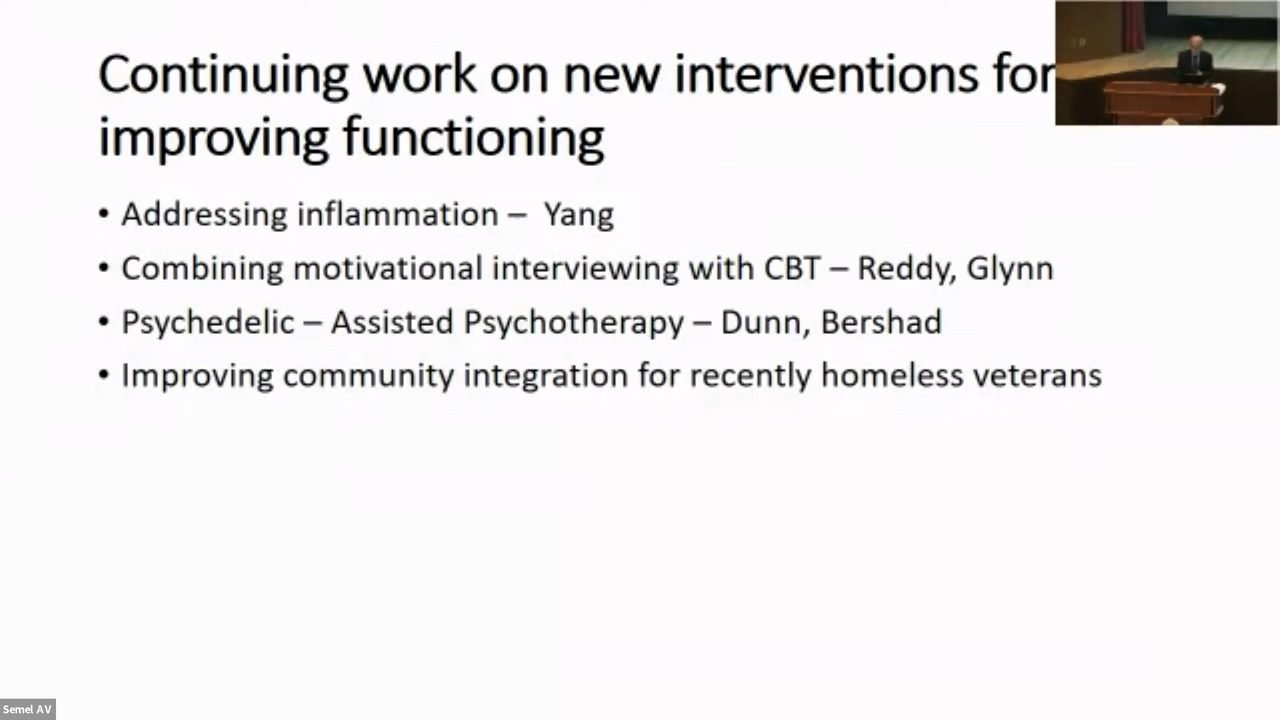 Continuing work on new interventions for
improving functioning
• Addressing inflammation – Yang
• Combining motivational interviewing with CBT – Reddy, Glynn
• Psychedelic – Assisted Psychotherapy – Dunn, Bershad
• Improving community integration for recently homeless veterans
Semel AV